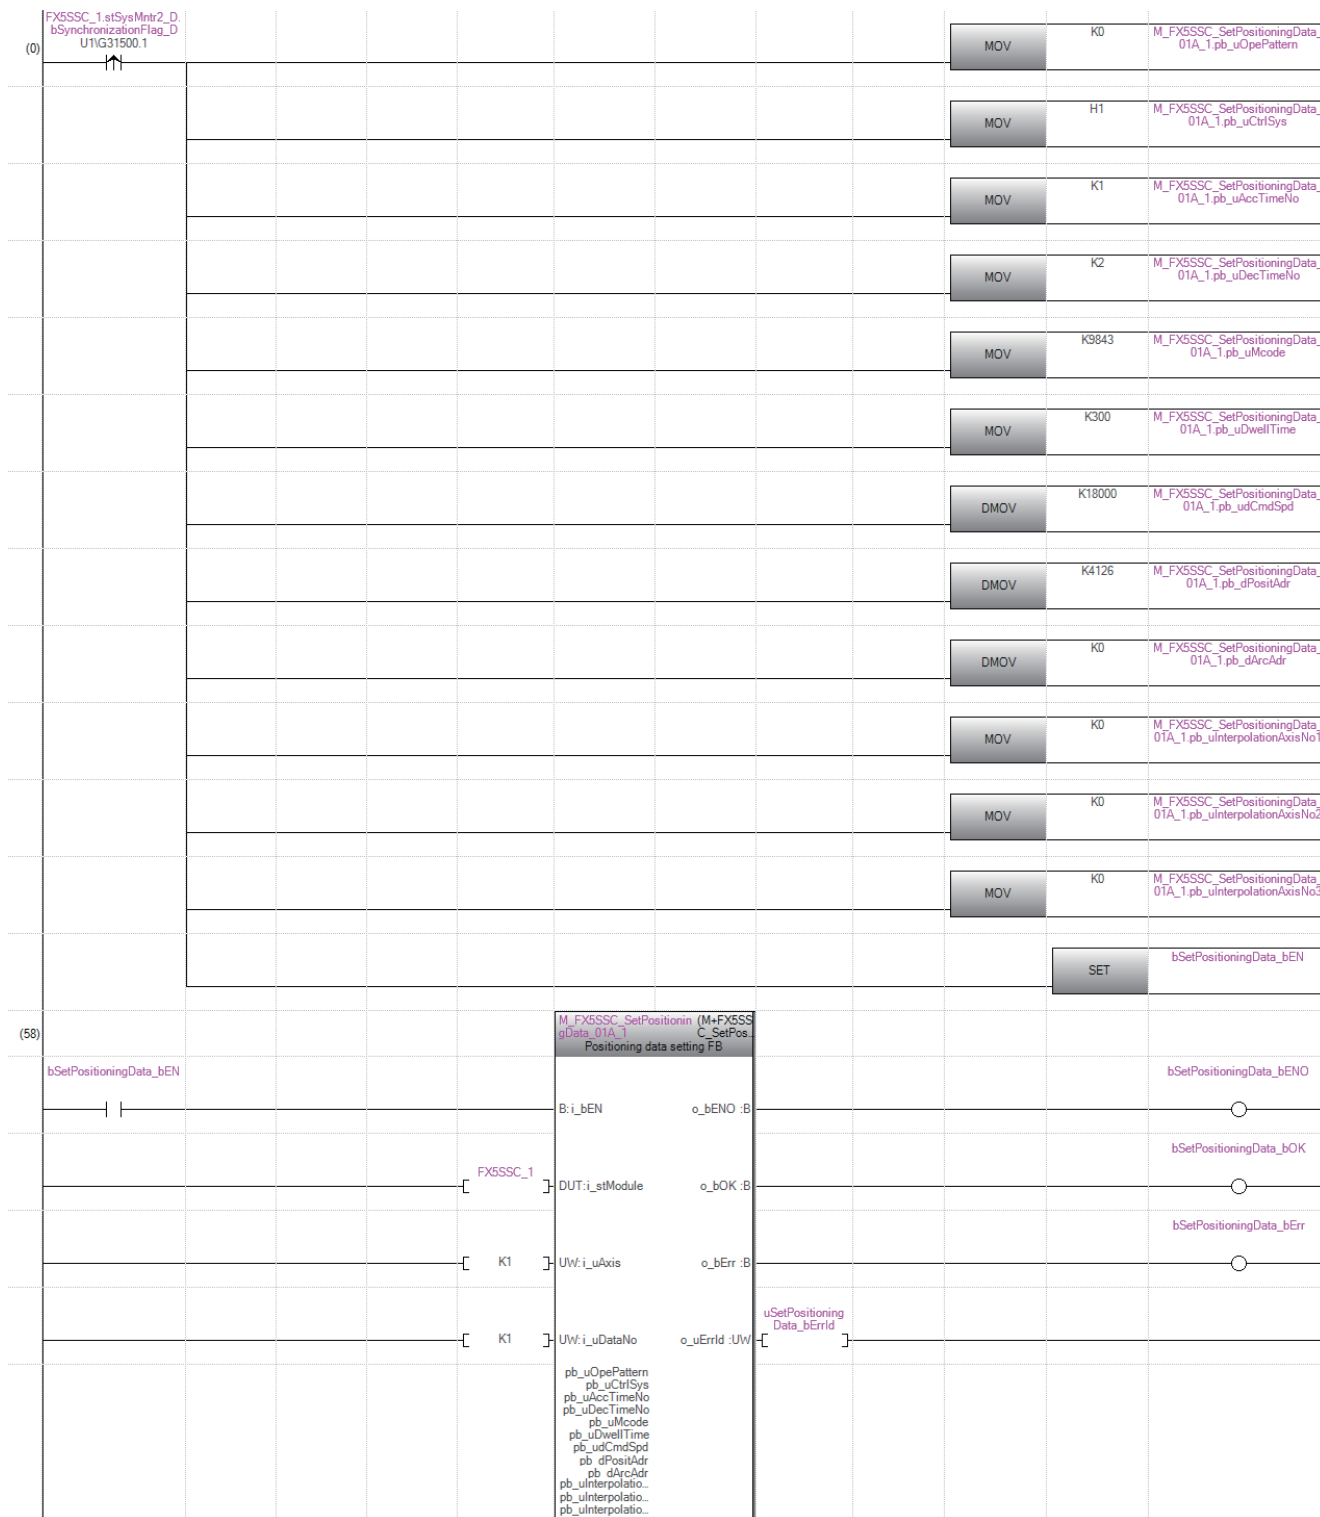 FX5SSC_1.stSysMntr2_D.
bSynchronizationFlag_D
U1\G31500.1
(0)
MOV K0 M_FX5SSC_SetPositioningData_
01A_1.pb_uOpePattern
MOV H1 M_FX5SSC_SetPositioningData_
01A_1.pb_uCtrlSys
MOV K1 M_FX5SSC_SetPositioningData_
01A_1.pb_uAccTimeNo
MOV K2 M_FX5SSC_SetPositioningData_
01A_1.pb_uDecTimeNo
MOV K9843 M_FX5SSC_SetPositioningData_
01A_1.pb_uMcode
MOV K300 M_FX5SSC_SetPositioningData_
01A_1.pb_uDwellTime
DMOV K18000 M_FX5SSC_SetPositioningData_
01A_1.pb_udCmdSpd
DMOV K4126 M_FX5SSC_SetPositioningData_
01A_1.pb_dPositAdr
DMOV K0 M_FX5SSC_SetPositioningData_
01A_1.pb_dArcAdr
MOV K0 M_FX5SSC_SetPositioningData_
01A_1.pb_uInterpolationAxisNo1
MOV K0 M_FX5SSC_SetPositioningData_
01A_1.pb_uInterpolationAxisNo2
MOV K0 M_FX5SSC_SetPositioningData_
01A_1.pb_uInterpolationAxisNo3
SET bSetPositioningData_bEN
(58)
M_FX5SSC_SetPositionin (M+FX5SS
gData_01A_1 C_SetPos...
Positioning data setting FB
bSetPositioningData_bEN bSetPositioningData_bENO
B:i_bEN o_bENO :B
bSetPositioningData_bOK
FX5SSC_1 DUT:i_stModule o_bOK :B
bSetPositioningData_bErr
K1 UW:i_uAxis o_bErr :B
uSetPositioning
Data_bErrId
K1 UW:i_uDataNo o_uErrId :UW
pb_uOpePattern
pb_uCtrlSys
pb_uAccTimeNo
pb_uDecTimeNo
pb_uMcode
pb_uDwellTime
pb_udCmdSpd
pb_dPositAdr
pb_dArcAdr
pb_uInterpolatio...
pb_uInterpolatio...
pb_uInterpolatio...